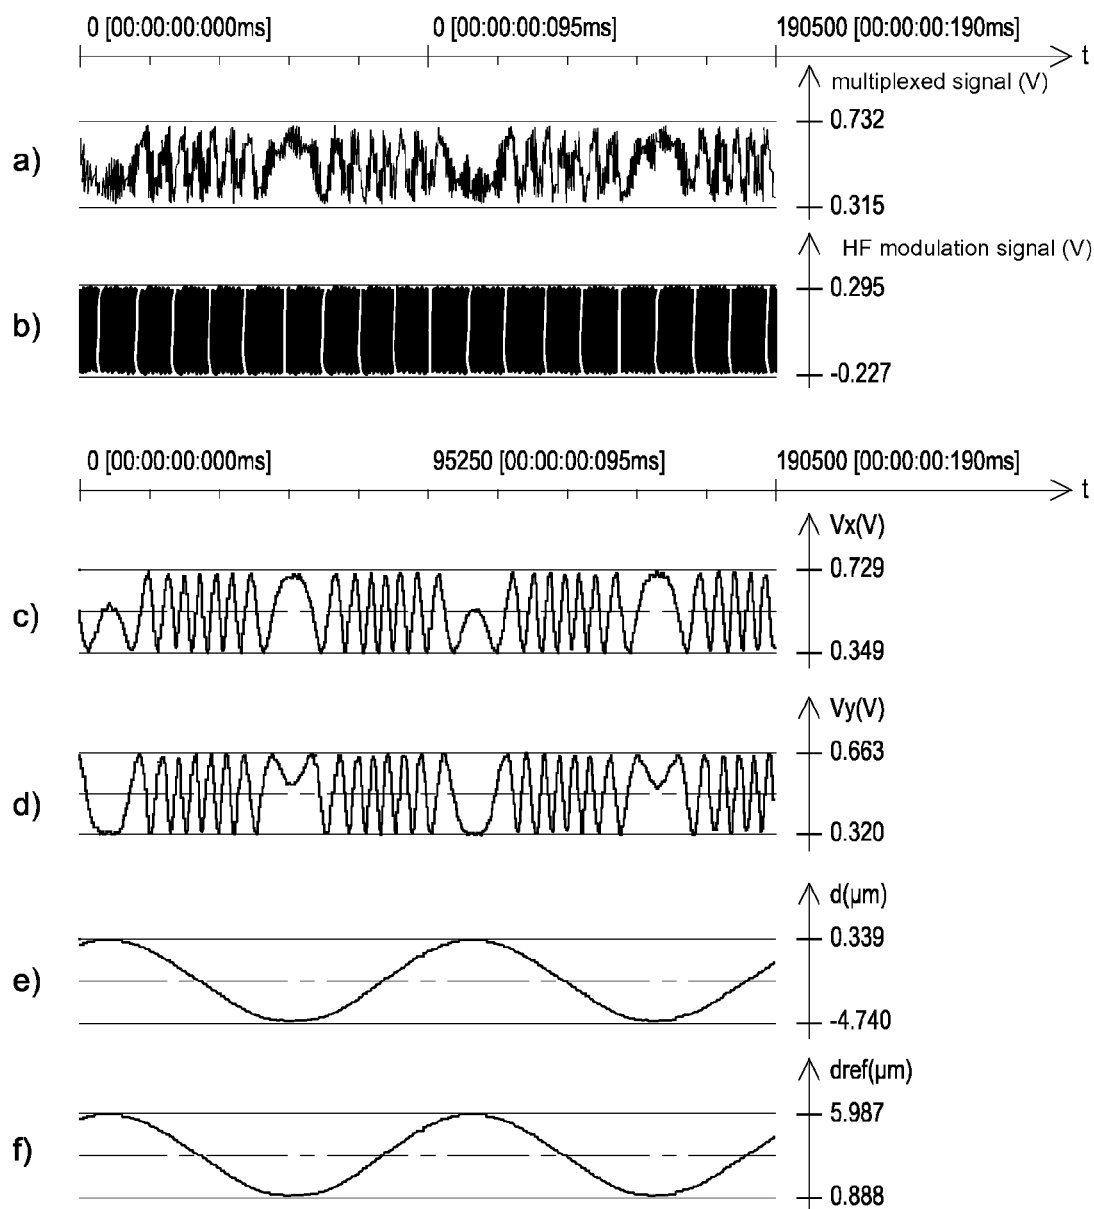 0 [00:00:00:000ms] 0 [00:00:00:095ms] 190500 [00:00:00:190ms]
t
multiplexed signal (V)
0.732
a)
0.315
HF modulation signal (V)
0.295
b)
-0.227
0 [00:00:00:000ms] 95250 [00:00:00:095ms] 190500 [00:00:00:190ms]
t
Vx(V)
0.729
c)
0.349
Vy(V)
0.663
d)
0.320
d(µm)
0.339
e)
-4.740
dref(µm)
5.987
f)
0.888